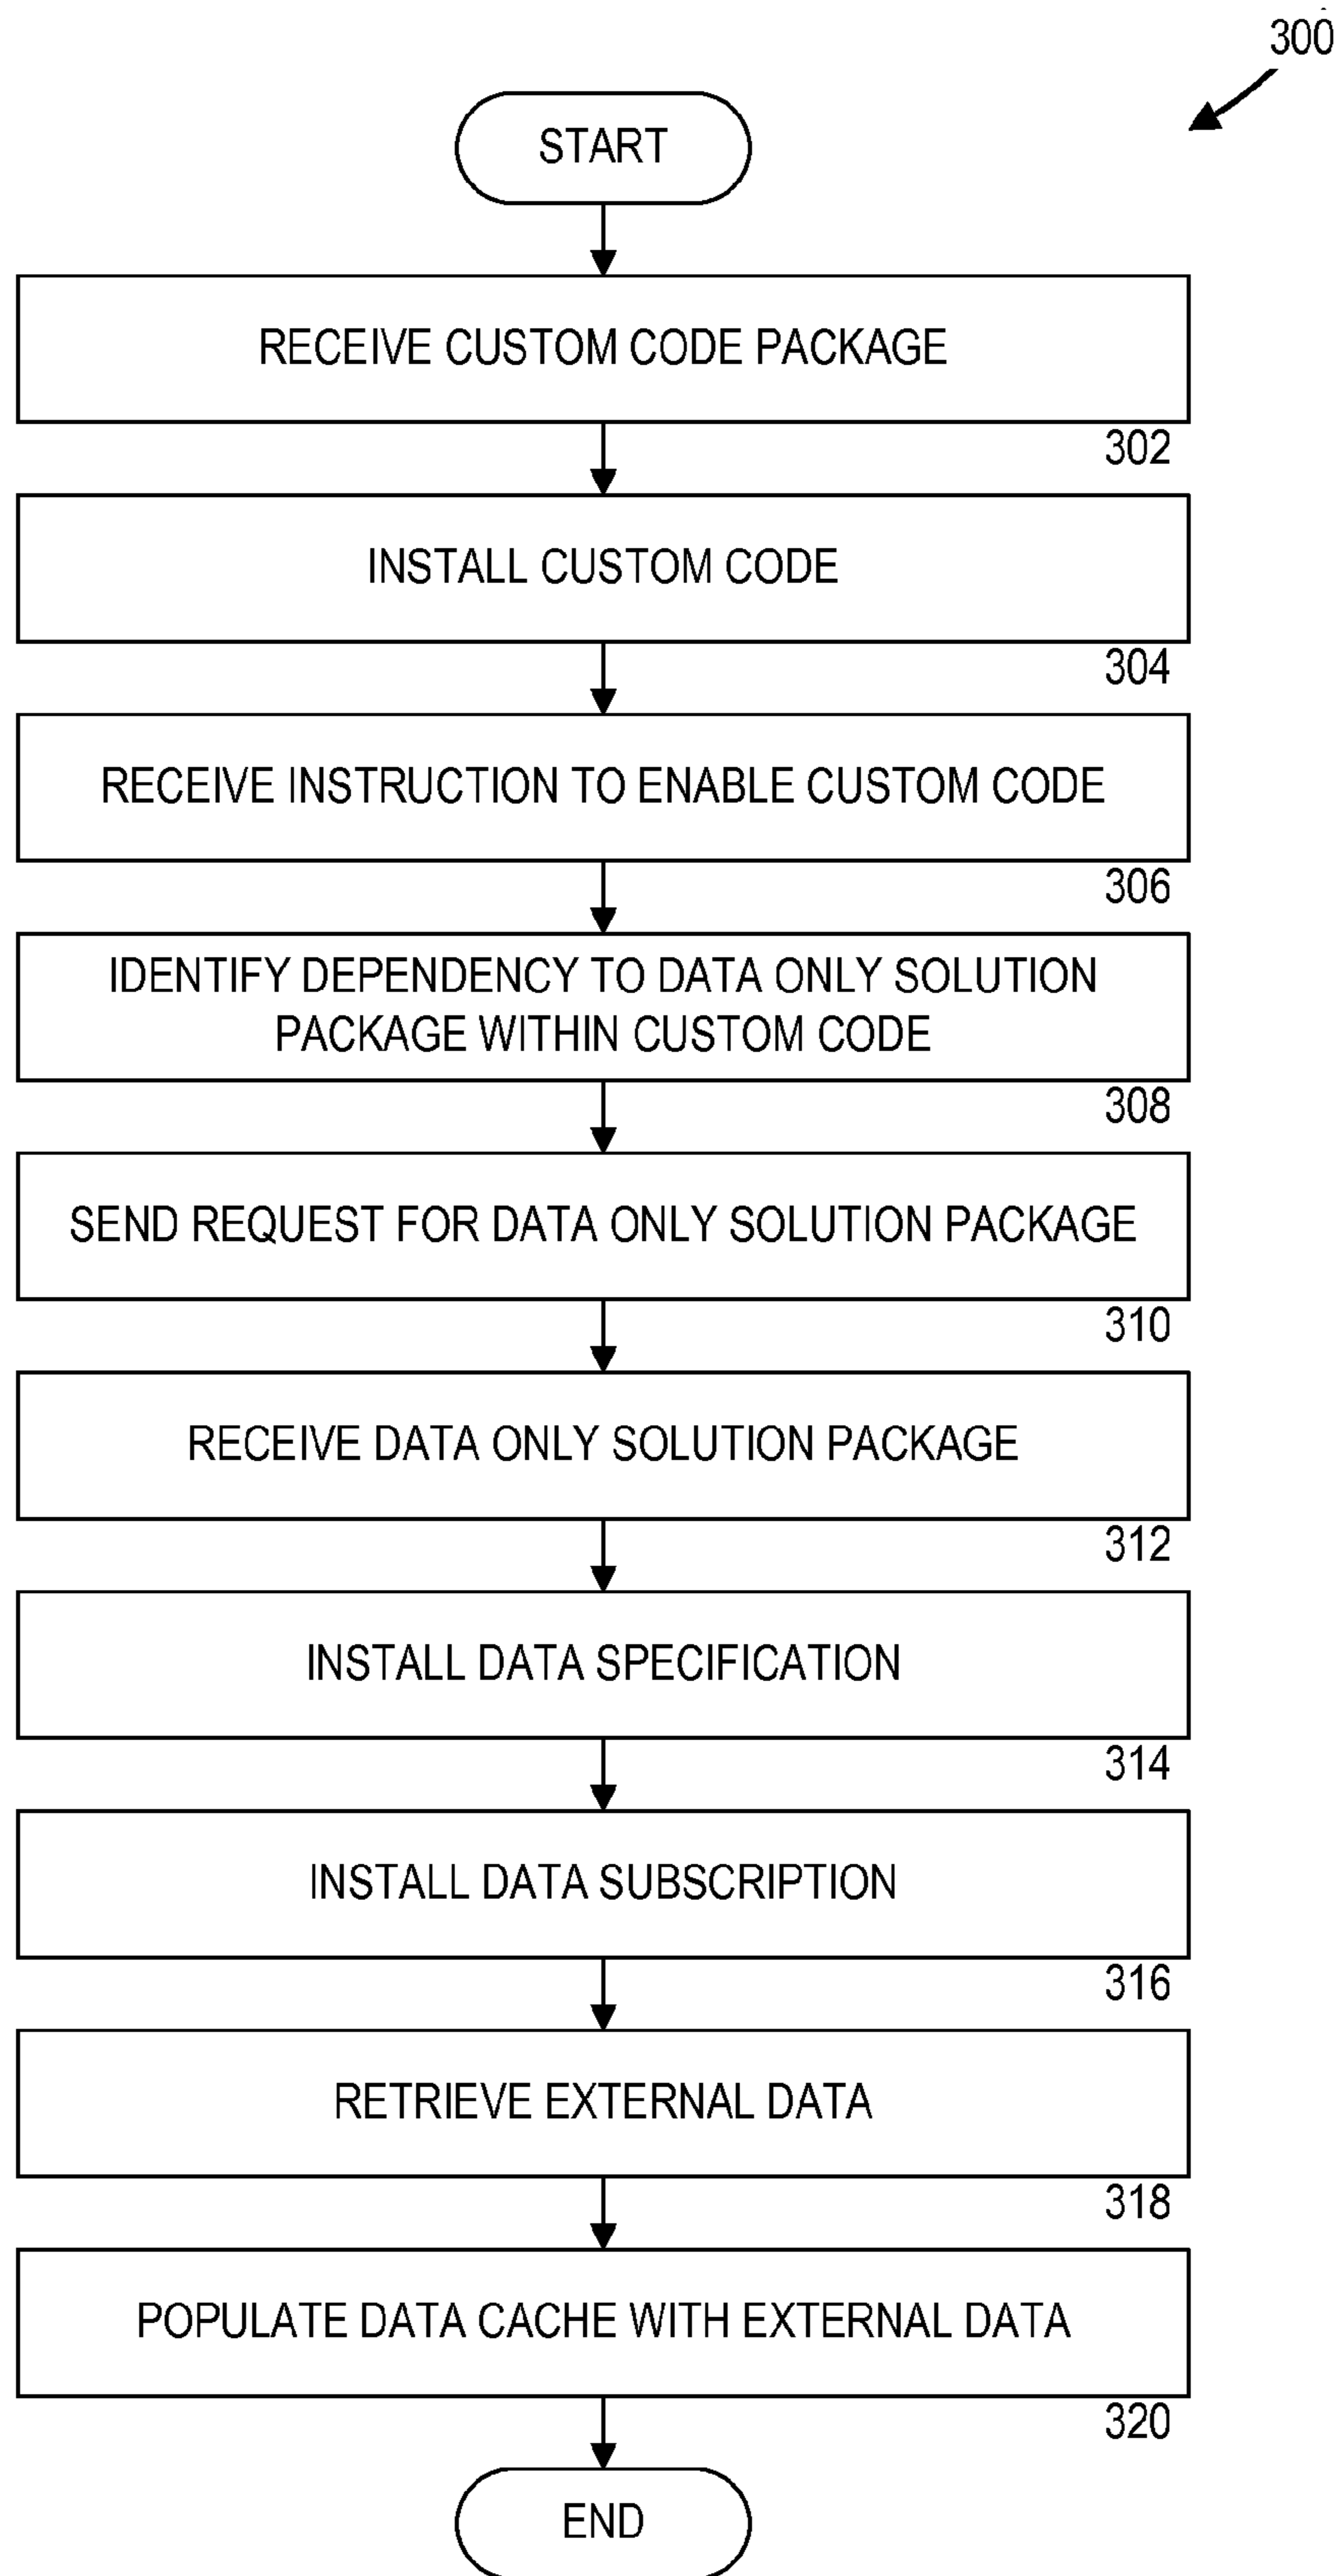 300
START
RECEIVE CUSTOM CODE PACKAGE
302
INSTALL CUSTOM CODE
304
RECEIVE INSTRUCTION TO ENABLE CUSTOM CODE
306
IDENTIFY DEPENDENCY TO DATA ONLY SOLUTION
PACKAGE WITHIN CUSTOM CODE
308
SEND REQUEST FOR DATA ONLY SOLUTION PACKAGE
310
RECEIVE DATA ONLY SOLUTION PACKAGE
312
INSTALL DATA SPECIFICATION
314
INSTALL DATA SUBSCRIPTION
316
RETRIEVE EXTERNAL DATA
318
POPULATE DATA CACHE WITH EXTERNAL DATA
320
END